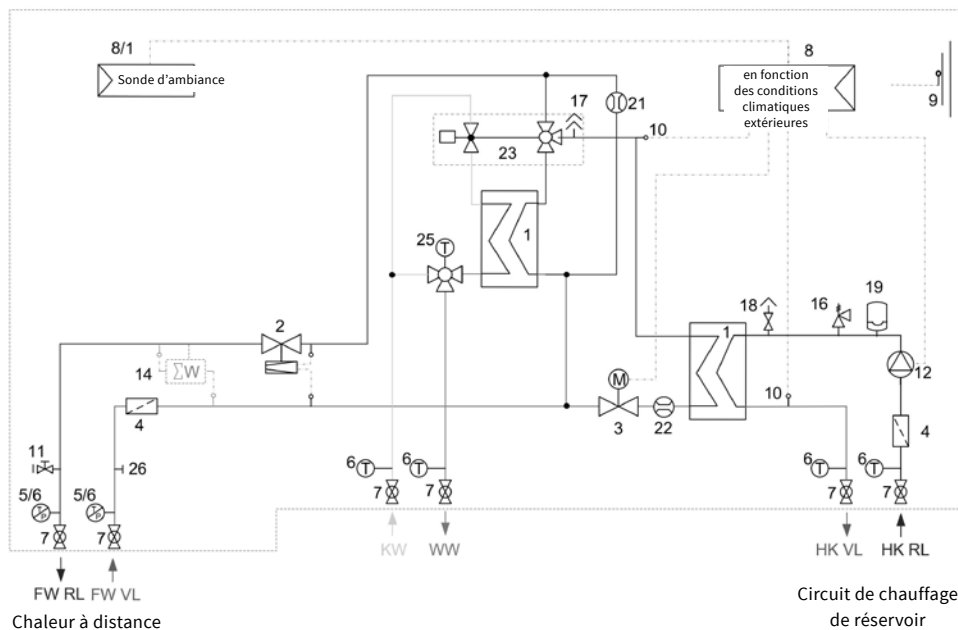 8/1
Sonde d'ambiance
8
en fonction
des conditions
climatiques
extérieures
9
21
17
10
23
1
25
T
2
14
ΣW
4
18
16
19
1
M
12
3
22
10
4
11
26
5/6
T/P
5/6
T/P
6
T
6
T
6
T
6
T
7
7
7
7
7
7
KW
WW
HK VL
HK RL
FW RL
FW VL
Chaleur à distance
Circuit de chauffage
de réservoir